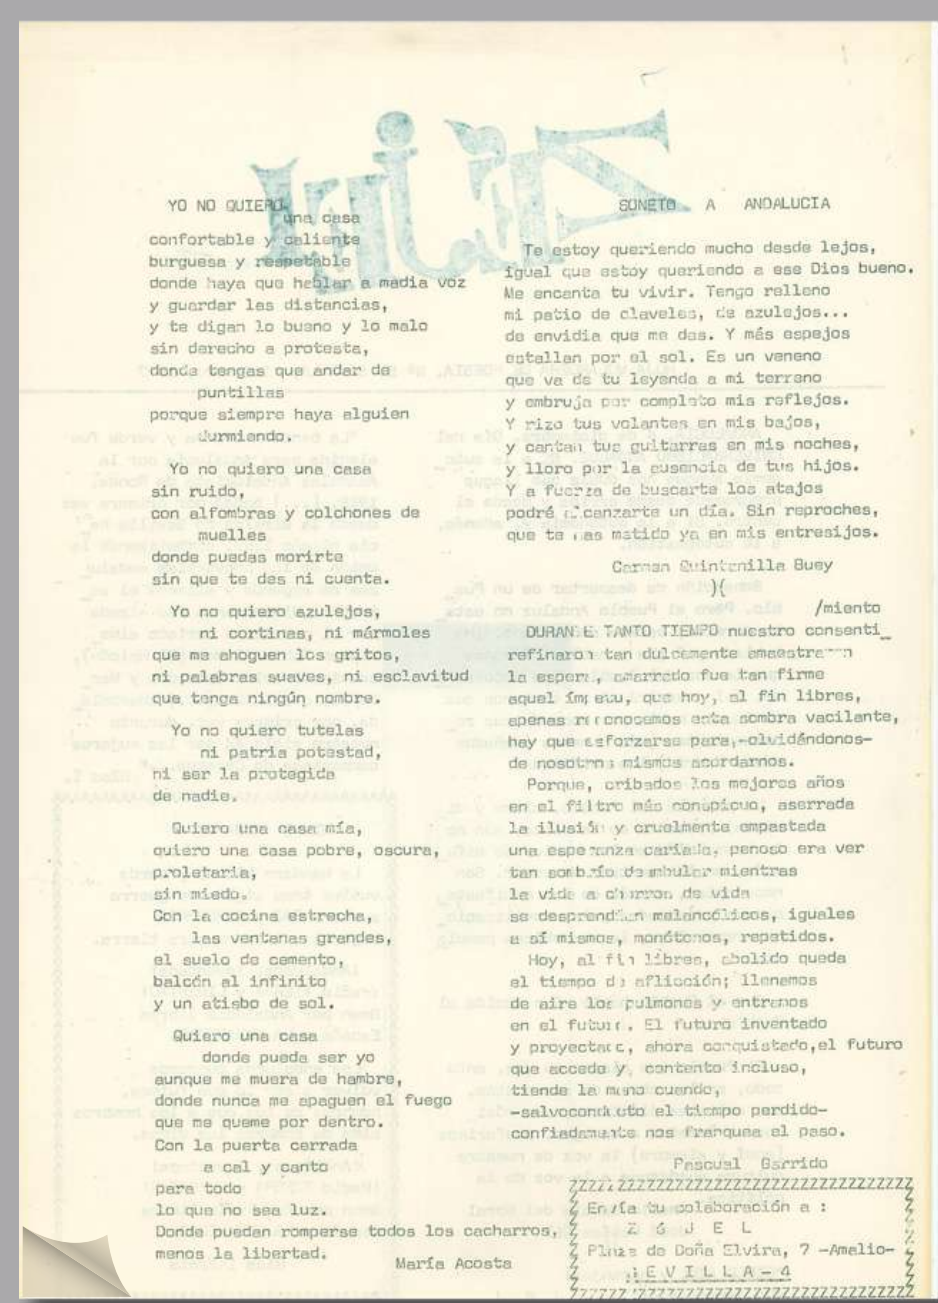 YO NO QUIERO
una casa
confortable y caliente
burguesa y respetable
donde haya que hablar a media voz
y guardar las distancias,
y te digan lo bueno y lo malo
sin derecho a protesta,
donde tengas que andar de
puntillas
porque siempre haya alguien
durmiendo.
Yo no quiero una casa
sin ruido,
con alfombras y colchones de
muelles
donde puedas morirte
sin que te des ni cuenta.
Yo no quiero azulejos,
ni cortinas, ni mármoles
que me ahoguen los gritos,
ni palabras suaves, ni esclavitud
que tenga ningún nombre.
Yo no quiero tutelas
ni patria potestad,
ni ser la protegida
de nadie.
Quiero una casa mía,
quiero una casa pobre, oscura,
proletaria,
sin miedo.
Con la cocina estrecha,
las ventanas grandes,
el suelo de cemento,
balcón al infinito
y un atisbo de sol.
Quiero una casa
donde pueda ser yo
aunque me muera de hambre,
donde nunca me apaguen el fuego
que me queme por dentro.
Con la puerta cerrada
a cal y canto
para todo
lo que no sea luz.
Donde puedan romperse todos los cacharros,
menos la libertad.
María Acosta
SONETO A ANDALUCIA
Te estoy queriendo mucho desde lejos,
igual que estoy queriendo a ese Dios bueno.
Me encanta tu vivir. Tengo relleno
mi patio de claveles, de azulejos...
de envidia que me das. Y más espejos
estallan por el sol. Es un veneno
que va de tu leyenda a mi terreno
y embruja por completo mis reflejos.
Y rizo tus volantes en mis bajos,
y cantan tus guitarras en mis noches,
y lloro por la ausencia de tus hijos.
Y a fuerza de buscarte los atajos
podré alcanzarte un día. Sin reproches,
que te has metido ya en mis entresijos.
Carmen Quintanilla Buey
)(
/miento
DURANTE TANTO TIEMPO nuestro consenti_
refinaron tan dulcemente amaestraron
la espera, amarrado fue tan firme
aquel ímpetu, que hoy, al fin libres,
apenas reconocemos esta sombra vacilante,
hay que esforzarse para,-olvidándonos-
de nosotros mismos acordarnos.
Porque, cribados los mejores años
en el filtro más conspicuo, aserrada
la ilusión y cruelmente empastada
una esperanza cariada, penoso era ver
tan sombrío deambular mientras
la vida a chorros de vida
se desprendían melancólicos, iguales
a sí mismos, monótonos, repetidos.
Hoy, al fin libres, abolido queda
el tiempo de aflicción; llenemos
de aire los pulmones y entremos
en el futuro. El futuro inventado
y proyectado, ahora conquistado,el futuro
que accede y, contento incluso,
tiende la mano cuando,
-salvoconducto el tiempo perdido-
confiadamente nos franquea el paso.
Pascual Garrido
Envía tu colaboración a :
Z É J E L
Plaza de Doña Elvira, 7 -Amalio-
S E V I L L A - 4